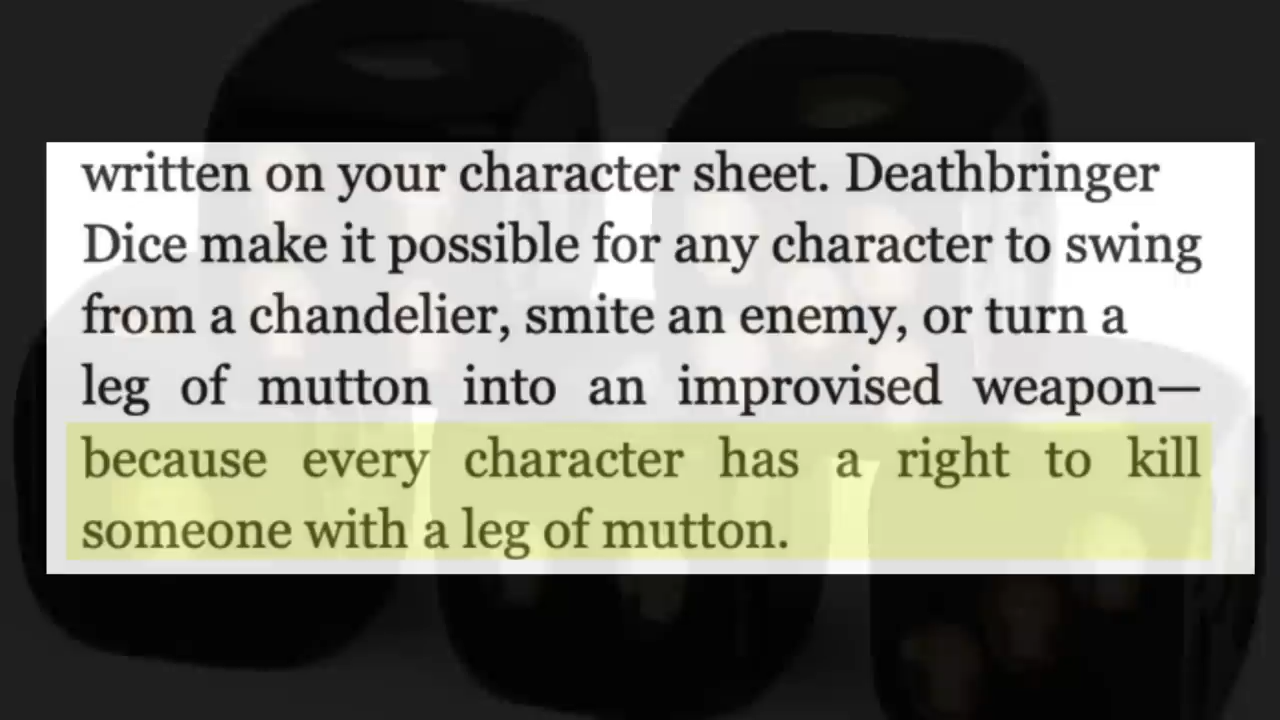 written on your character sheet. Deathbringer
Dice make it possible for any character to swing
from a chandelier, smite an enemy, or turn a
leg of mutton into an improvised weapon—
because every character has a right to kill
someone with a leg of mutton.